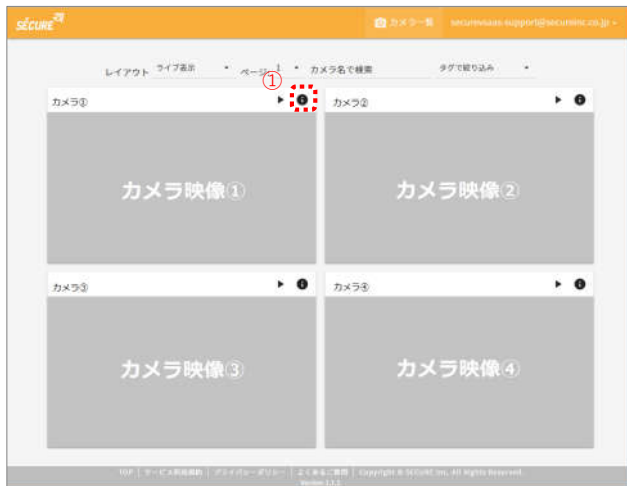 SECURE
カメラ一覧 securevsaas-support@secureinc.co.jp
レイアウト ライブ表示 ページ 1 カメラ名で検索 タグで絞り込み
①
カメラ① カメラ②
カメラ映像① カメラ映像②
カメラ③ カメラ④
カメラ映像③ カメラ映像④
TOP | サービス利用規約 | プライバシーポリシー | よくあるご質問 | Copyright © SECURE Inc. All Rights Reserved.